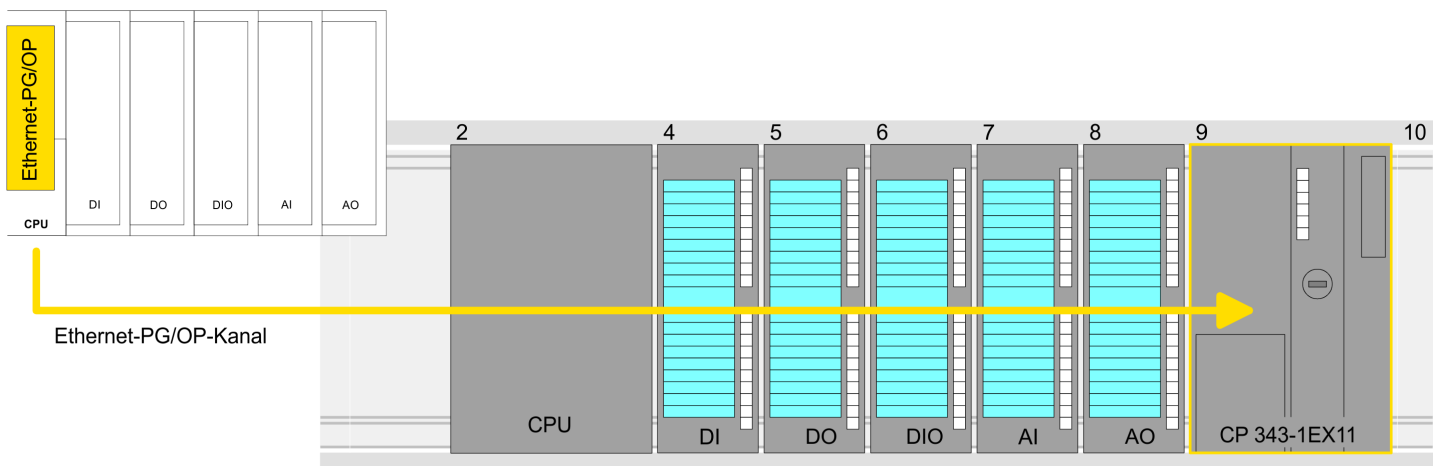 Ethernet-PG/OP
CPU
DI
DO
DIO
AI
AO
Ethernet-PG/OP-Kanal
2 4 5 6 7 8 9 10
CPU
DI
DO
DIO
AI
AO
CP 343-1EX11